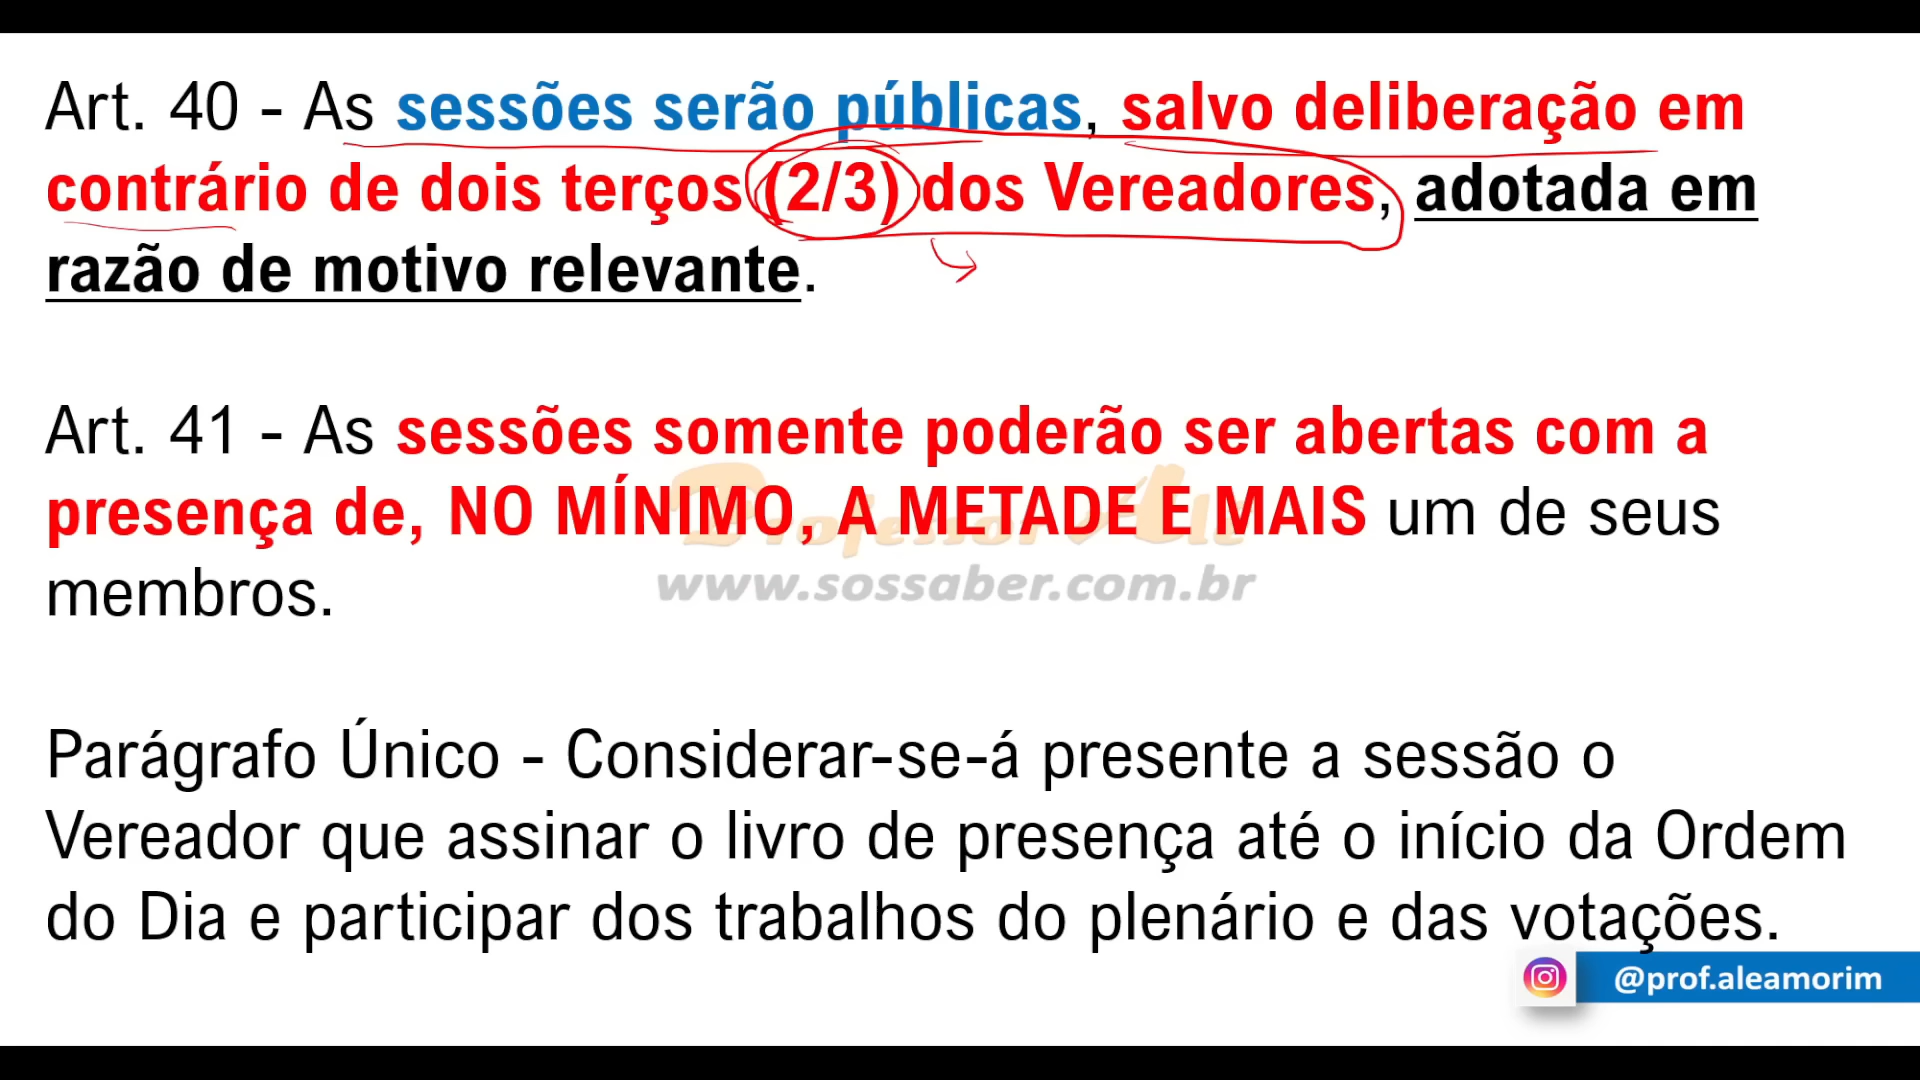 Art. 40 - As sessões serão públicas, salvo deliberação em
contrário de dois terços (2/3) dos Vereadores, adotada em
razão de motivo relevante.
Art. 41 - As sessões somente poderão ser abertas com a
presença de, NO MÍNIMO, A METADE E MAIS um de seus
membros.
Professor Alê
www.sossaber.com.br
Parágrafo Único - Considerar-se-á presente a sessão o
Vereador que assinar o livro de presença até o início da Ordem
do Dia e participar dos trabalhos do plenário e das votações.
@prof.aleamorim